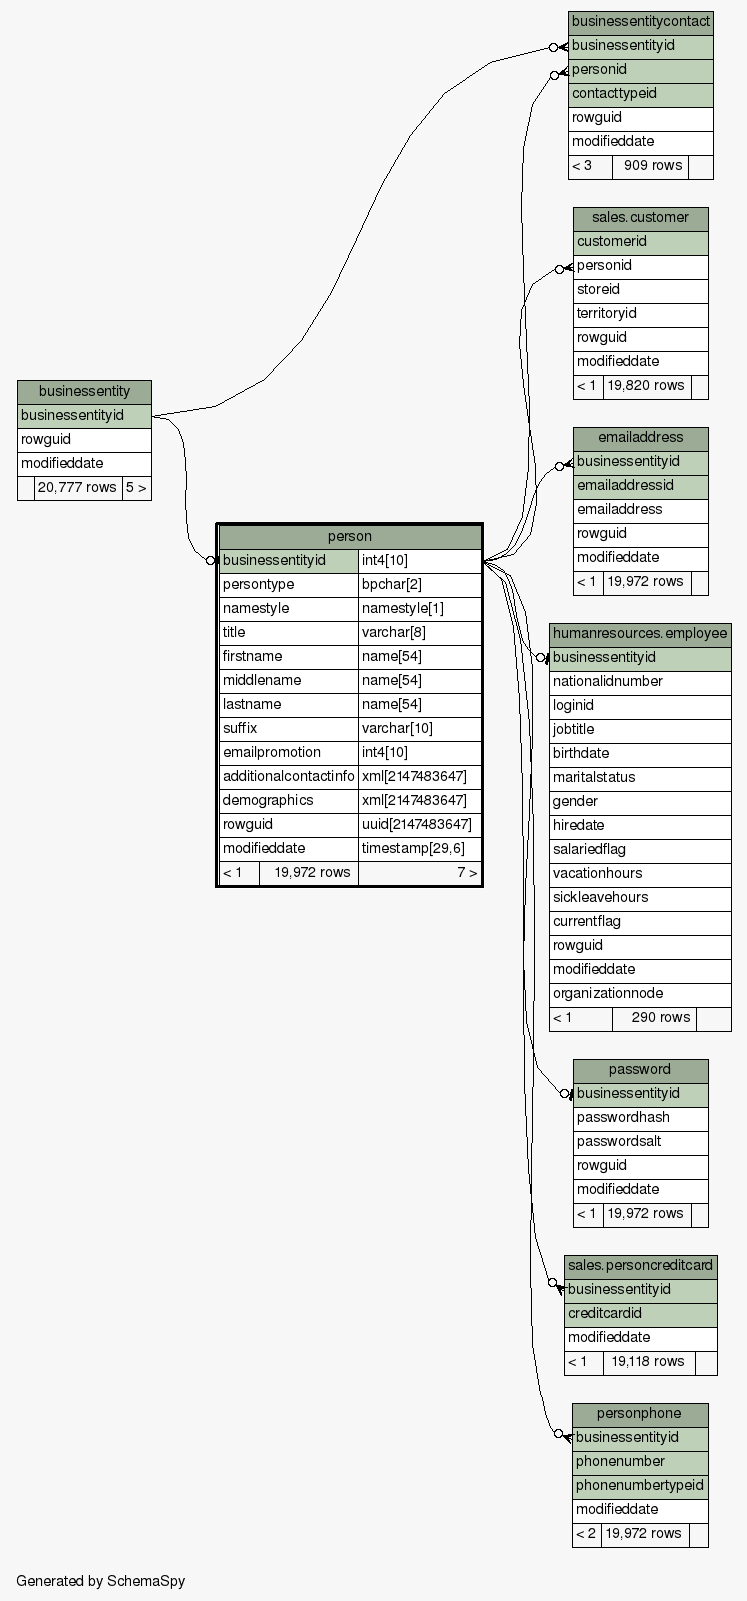 businessentitycontact
businessentityid
personid
contacttypeid
rowguid
modifieddate
< 3 909 rows
sales.customer
customerid
personid
storeid
territoryid
rowguid
modifieddate
< 1 19,820 rows
businessentity
businessentityid
rowguid
modifieddate
20,777 rows 5 >
emailaddress
businessentityid
emailaddressid
emailaddress
rowguid
modifieddate
< 1 19,972 rows
person
businessentityid int4[10]
persontype bpchar[2]
namestyle namestyle[1]
title varchar[8]
firstname name[54]
middlename name[54]
lastname name[54]
suffix varchar[10]
emailpromotion int4[10]
additionalcontactinfo xml[2147483647]
demographics xml[2147483647]
rowguid uuid[2147483647]
modifieddate timestamp[29,6]
< 1 19,972 rows 7 >
humanresources.employee
businessentityid
nationalidnumber
loginid
jobtitle
birthdate
maritalstatus
gender
hiredate
salariedflag
vacationhours
sickleavehours
currentflag
rowguid
modifieddate
organizationnode
< 1 290 rows
password
businessentityid
passwordhash
passwordsalt
rowguid
modifieddate
< 1 19,972 rows
sales.personcreditcard
businessentityid
creditcardid
modifieddate
< 1 19,118 rows
personphone
businessentityid
phonenumber
phonenumbertypeid
modifieddate
< 2 19,972 rows
Generated by SchemaSpy